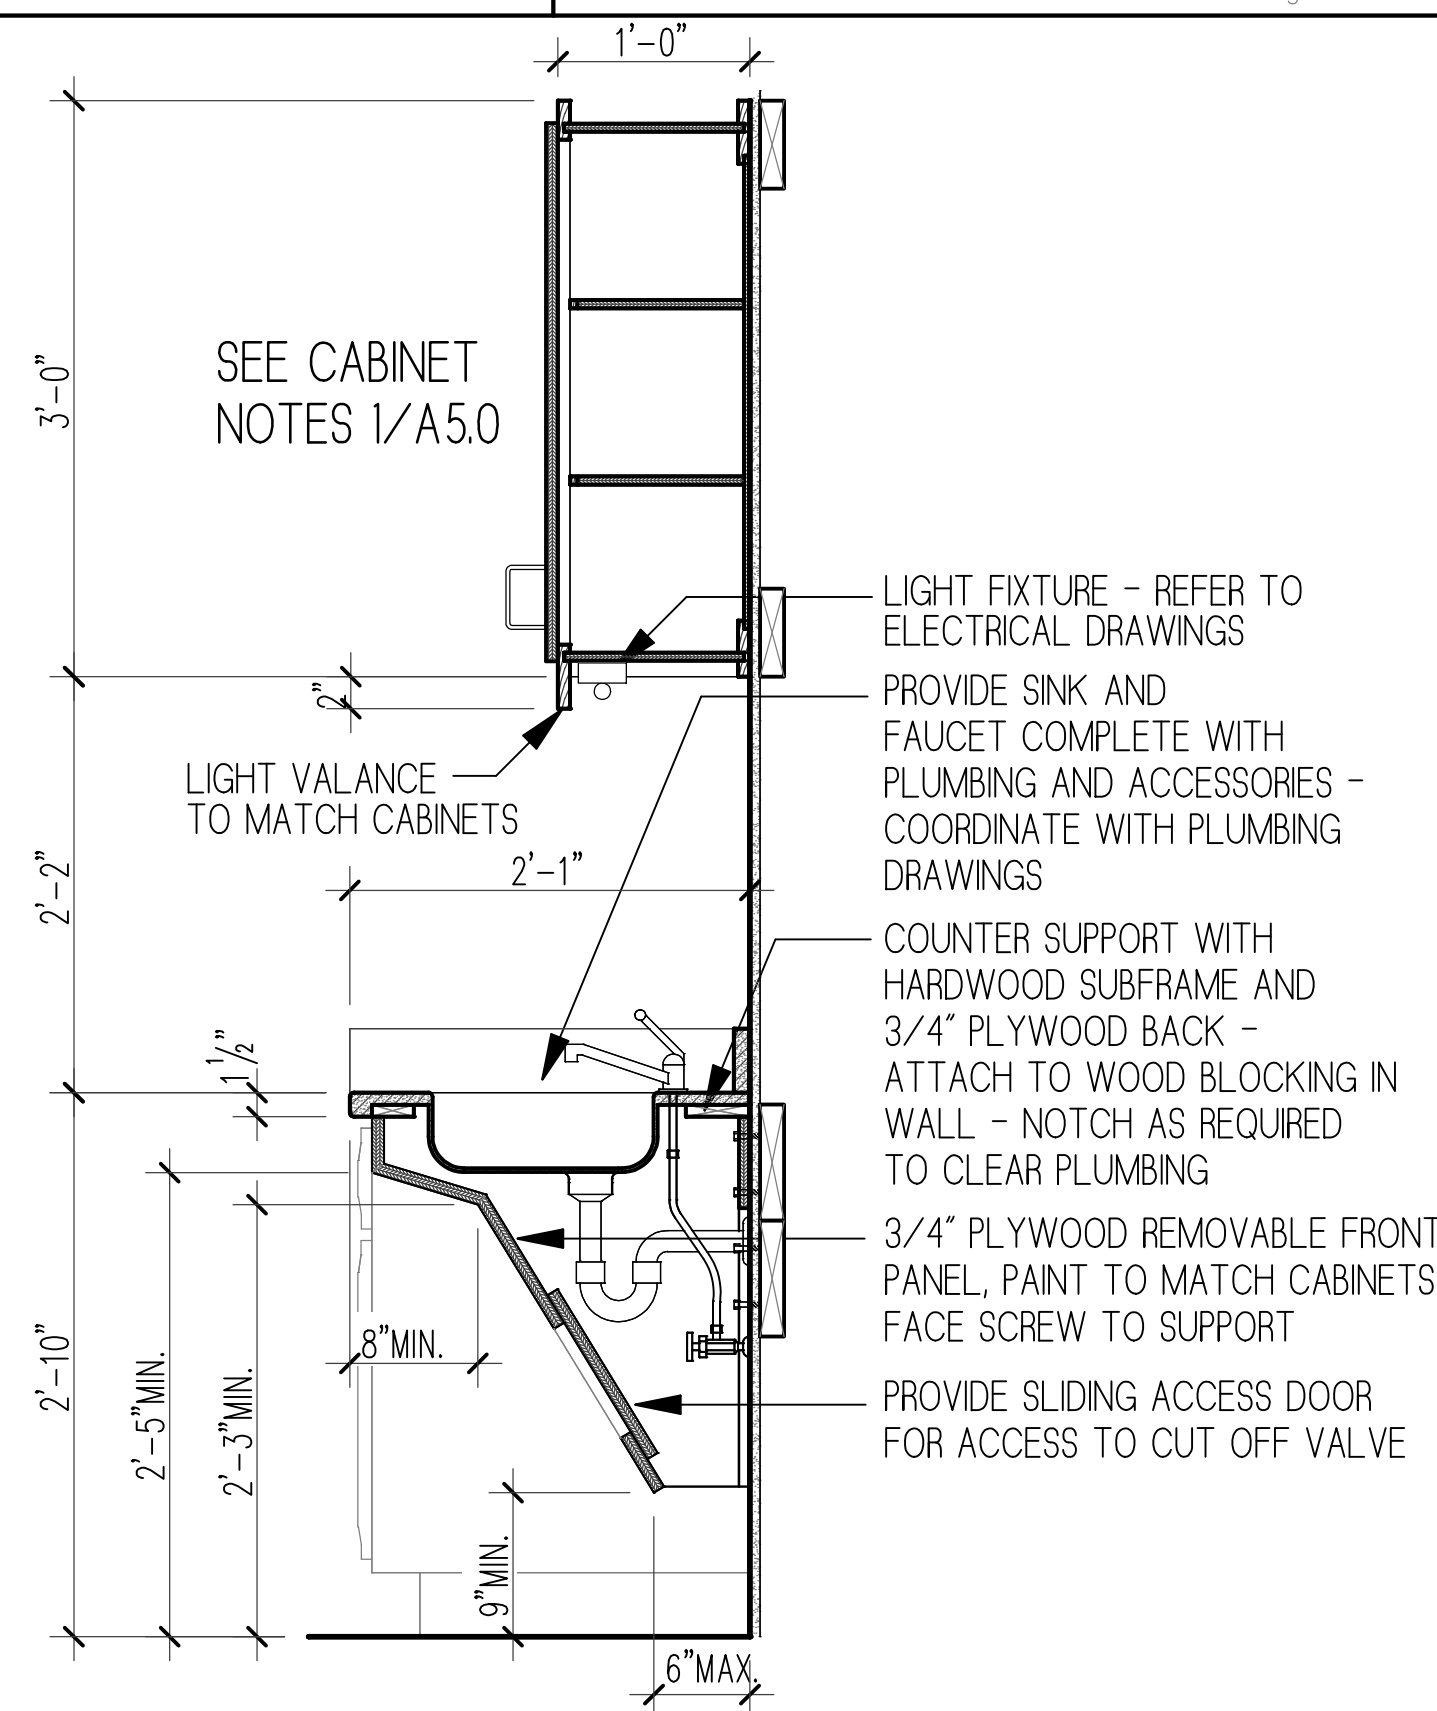 1'-0"
3'-0"
SEE CABINET
NOTES 1/A5.0
LIGHT FIXTURE - REFER TO
ELECTRICAL DRAWINGS
2"
PROVIDE SINK AND
FAUCET COMPLETE WITH
PLUMBING AND ACCESSORIES -
COORDINATE WITH PLUMBING
DRAWINGS
LIGHT VALANCE
TO MATCH CABINETS
2'-2"
2'-1"
COUNTER SUPPORT WITH
HARDWOOD SUBFRAME AND
3/4" PLYWOOD BACK -
ATTACH TO WOOD BLOCKING IN
WALL - NOTCH AS REQUIRED
TO CLEAR PLUMBING
1 1/2"
3/4" PLYWOOD REMOVABLE FRONT
PANEL, PAINT TO MATCH CABINETS
FACE SCREW TO SUPPORT
8"MIN.
2'-10"
2'-5"MIN.
2'-3"MIN.
PROVIDE SLIDING ACCESS DOOR
FOR ACCESS TO CUT OFF VALVE
9"MIN.
6"MAX.